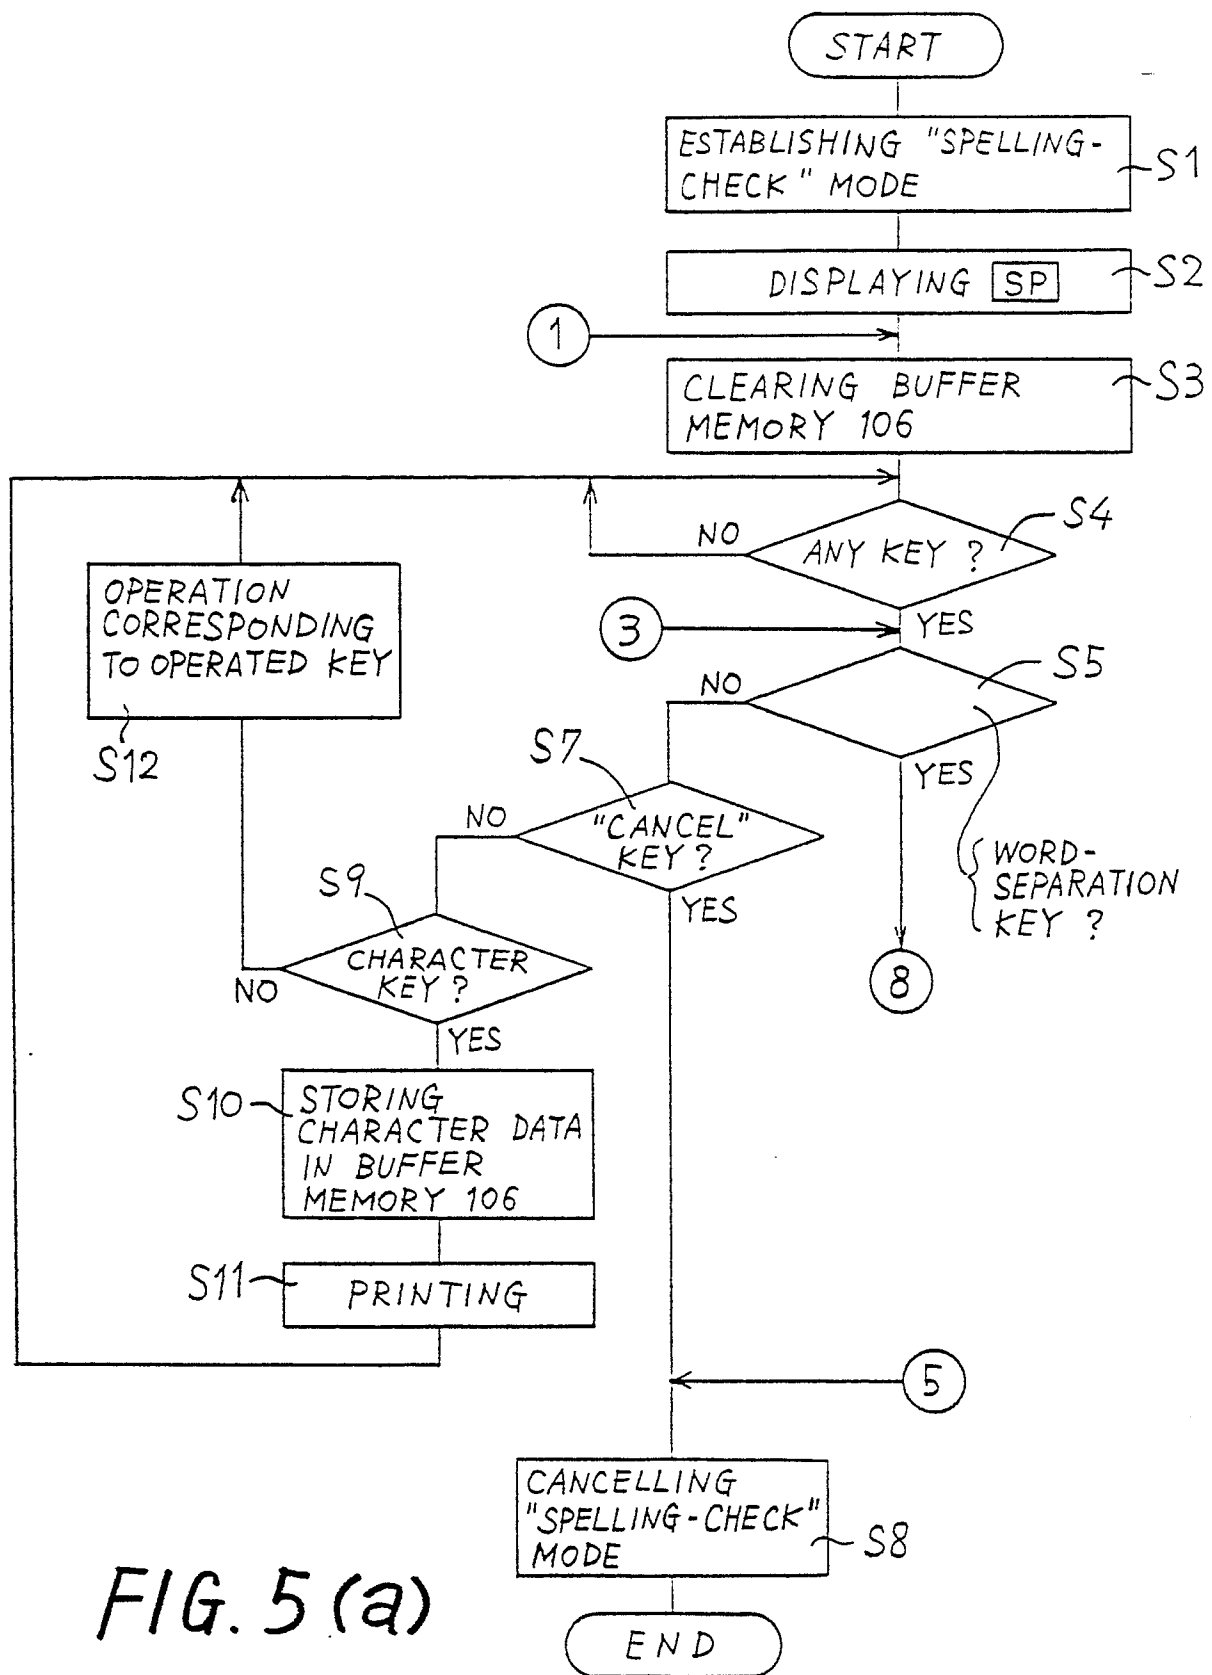 START
ESTABLISHING "SPELLING-
CHECK" MODE
S1
DISPLAYING SP
S2
1
CLEARING BUFFER
MEMORY 106
S3
ANY KEY ?
S4
NO
YES
3
OPERATION
CORRESPONDING
TO OPERATED KEY
S12
S5
NO
YES
WORD-
SEPARATION
KEY ?
8
S7
"CANCEL"
KEY ?
NO
YES
S9
CHARACTER
KEY ?
NO
YES
S10
STORING
CHARACTER DATA
IN BUFFER
MEMORY 106
S11
PRINTING
5
CANCELLING
"SPELLING-CHECK"
MODE
S8
END
FIG. 5 (a)